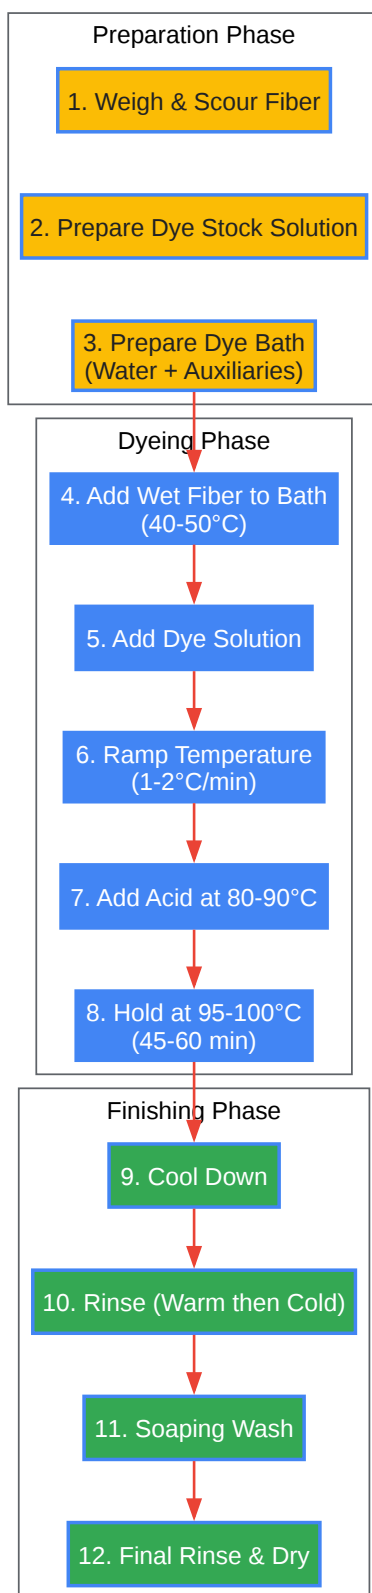 Preparation Phase
1. Weigh & Scour Fiber
2. Prepare Dye Stock Solution
3. Prepare Dye Bath
(Water + Auxiliaries)
Dyeing Phase
4. Add Wet Fiber to Bath
(40-50°C)
5. Add Dye Solution
6. Ramp Temperature
(1-2°C/min)
7. Add Acid at 80-90°C
8. Hold at 95-100°C
(45-60 min)
Finishing Phase
9. Cool Down
10. Rinse (Warm then Cold)
11. Soaping Wash
12. Final Rinse & Dry